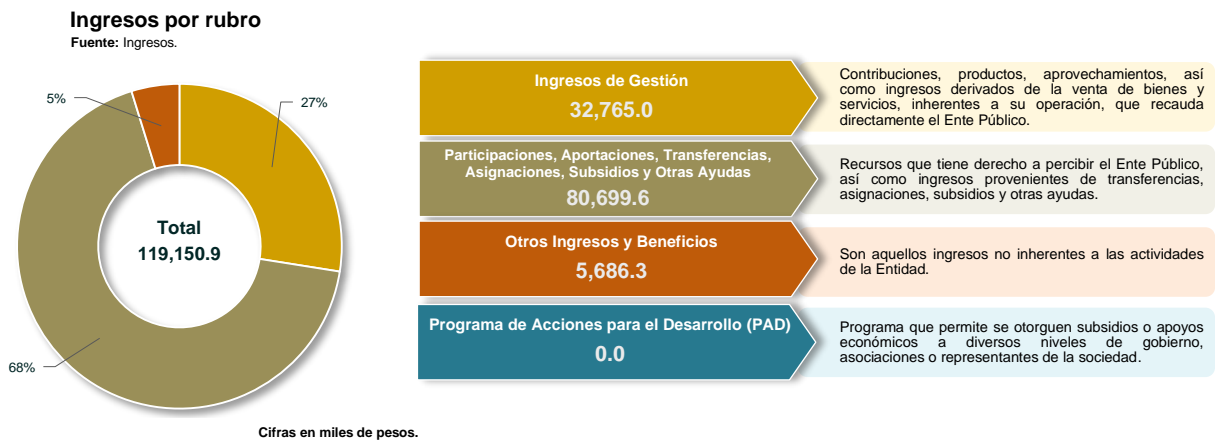 Ingresos por rubro
Fuente: Ingresos.
5%
27%
68%
Total
119,150.9
Ingresos de Gestión
32,765.0
Contribuciones, productos, aprovechamientos, así
como ingresos derivados de la venta de bienes y
servicios, inherentes a su operación, que recauda
directamente el Ente Público.
Participaciones, Aportaciones, Transferencias,
Asignaciones, Subsidios y Otras Ayudas
80,699.6
Recursos que tiene derecho a percibir el Ente Público,
así como ingresos provenientes de transferencias,
asignaciones, subsidios y otras ayudas.
Otros Ingresos y Beneficios
5,686.3
Son aquellos ingresos no inherentes a las actividades
de la Entidad.
Programa de Acciones para el Desarrollo (PAD)
0.0
Programa que permite se otorguen subsidios o apoyos
económicos a diversos niveles de gobierno,
asociaciones o representantes de la sociedad.
Cifras en miles de pesos.